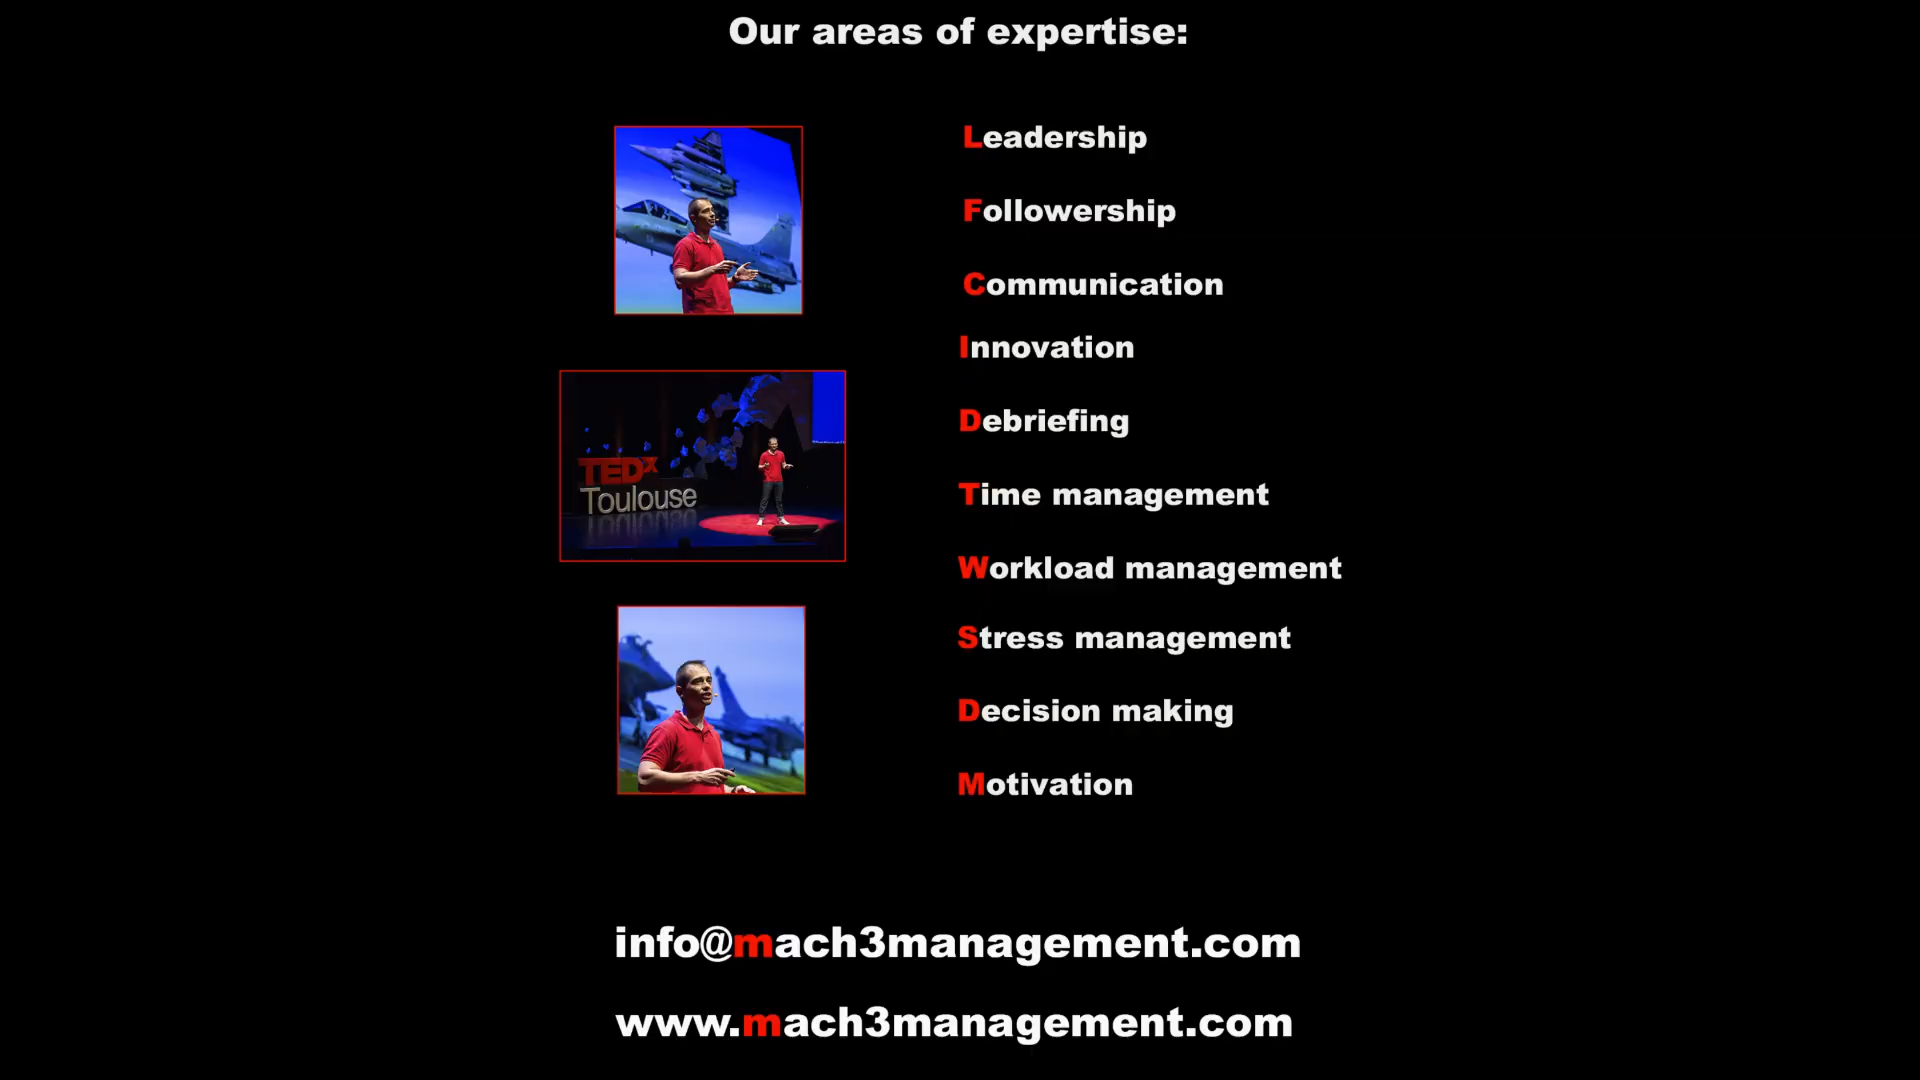 Our areas of expertise:
Leadership
Followership
Communication
Innovation
Debriefing
Time management
Workload management
Stress management
Decision making
Motivation
TEDx
Toulouse
info@mach3management.com
www.mach3management.com